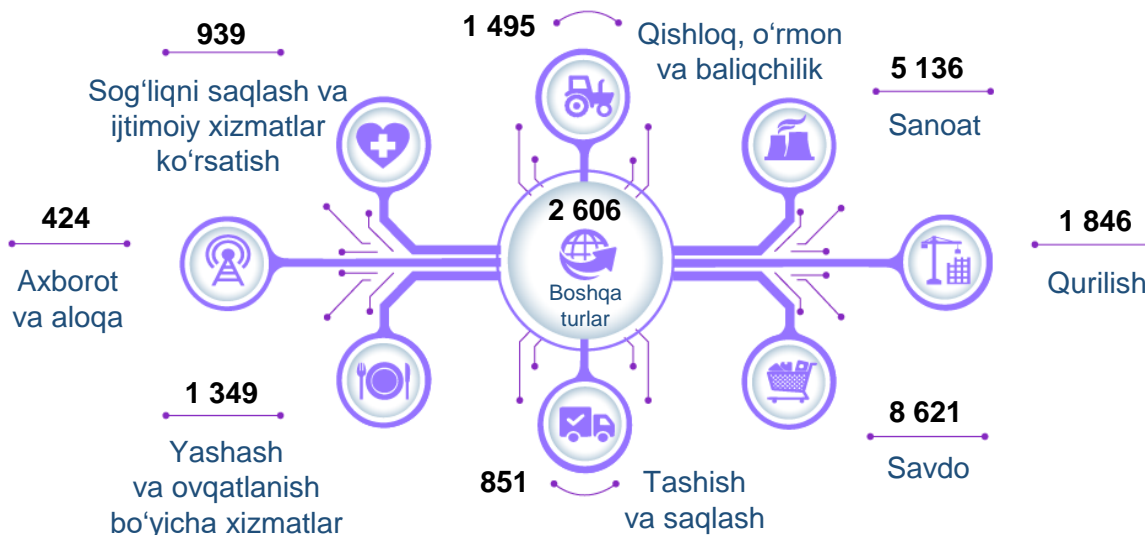 939
Sog‘liqni saqlash va
ijtimoiy xizmatlar
ko‘rsatish
1 495
Qishloq, o‘rmon
va baliqchilik
5 136
Sanoat
424
Axborot
va aloqa
2 606
Boshqa
turlar
1 846
Qurilish
1 349
Yashash
va ovqatlanish
bo‘yicha xizmatlar
851
Tashish
va saqlash
8 621
Savdo